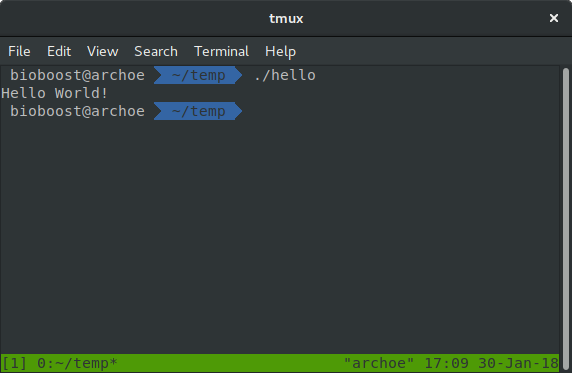 tmux
File Edit View Search Terminal Help
bioboost@archoe ~/temp ./hello
Hello World!
bioboost@archoe ~/temp
[1] 0:~/temp* "archoe" 17:09 30-Jan-18